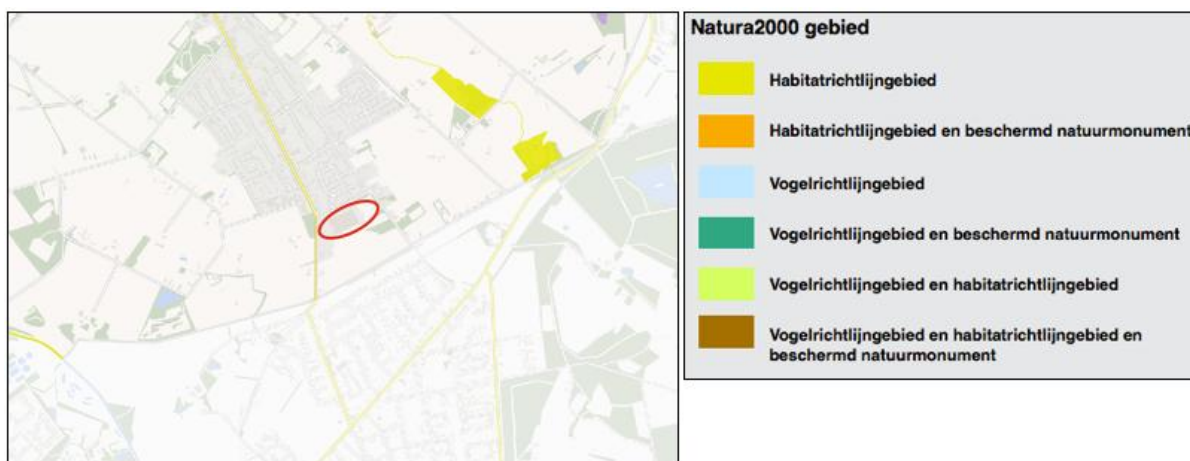 Natura2000 gebied
Habitatrichtlijngebied
Habitatrichtlijngebied en beschermd natuurmonument
Vogelrichtlijngebied
Vogelrichtlijngebied en beschermd natuurmonument
Vogelrichtlijngebied en habitatrichtlijngebied
Vogelrichtlijngebied en habitatrichtlijngebied en
beschermd natuurmonument